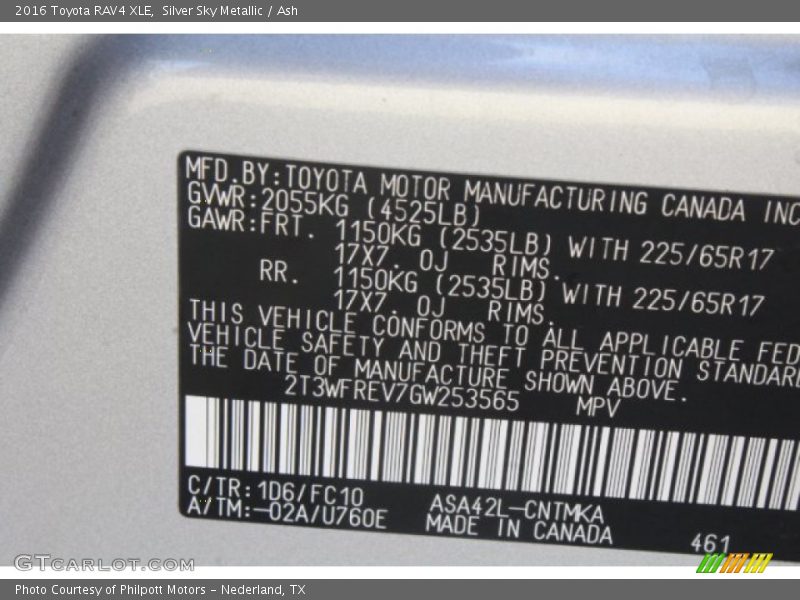 2016 Toyota RAV4 XLE, Silver Sky Metallic / Ash
MFD.BY:TOYOTA MOTOR MANUFACTURING CANADA INC
GVWR:2055KG (4525LB)
GAWR:FRT. 1150KG (2535LB) WITH 225/65R17
17X7.0J RIMS.
RR. 1150KG (2535LB) WITH 225/65R17
17X7.0J RIMS.
THIS VEHICLE CONFORMS TO ALL APPLICABLE FED
VEHICLE SAFETY AND THEFT PREVENTION STANDAR
THE DATE OF MANUFACTURE SHOWN ABOVE.
2T3WFREV7GW253565 MPV
C/TR:1D6/FC10 ASA42L-CNTMKA
A/TM:-02A/U760E MADE IN CANADA 461
GTCARLOT.COM
Photo Courtesy of Philpott Motors - Nederland, TX